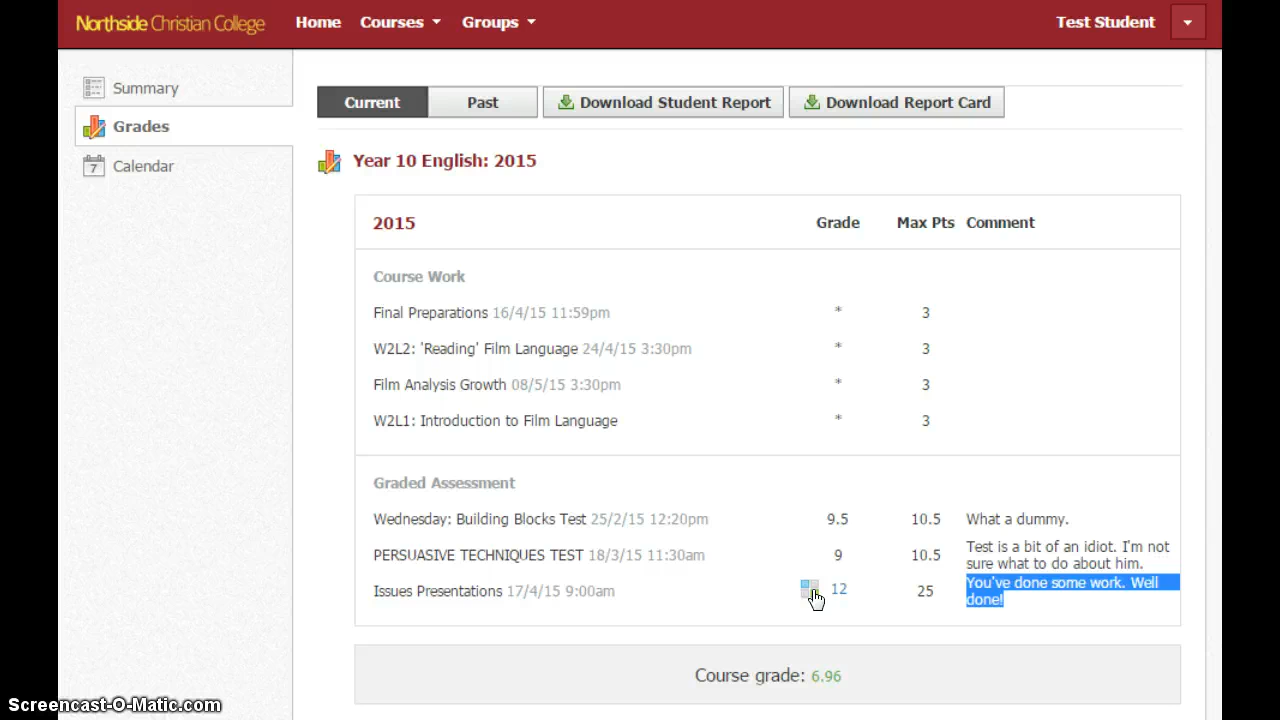 Northside Christian College Home Courses Groups Test Student
Summary
Grades
7 Calendar
Current Past Download Student Report Download Report Card
Year 10 English: 2015
2015 Grade Max Pts Comment
Course Work
Final Preparations 16/4/15 11:59pm * 3
W2L2: 'Reading' Film Language 24/4/15 3:30pm * 3
Film Analysis Growth 08/5/15 3:30pm * 3
W2L1: Introduction to Film Language * 3
Graded Assessment
Wednesday: Building Blocks Test 25/2/15 12:20pm 9.5 10.5 What a dummy.
PERSUASIVE TECHNIQUES TEST 18/3/15 11:30am 9 10.5 Test is a bit of an idiot. I'm not
sure what to do about him.
Issues Presentations 17/4/15 9:00am 12 25 You've done some work. Well
done!
Course grade: 6.96
Screencast-O-Matic.com